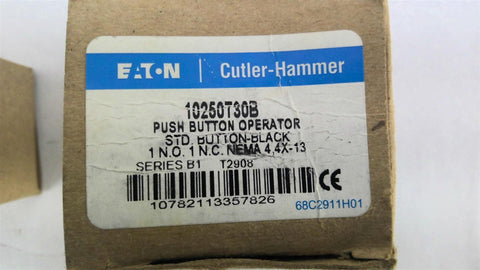 EATON | Cutler-Hammer
10250T30B
PUSH BUTTON OPERATOR
STD. BUTTON-BLACK
1 N.O. 1 N.C. NEMA 4,4X-13
SERIES B1 T2908
CE
10782113357826
68C2911H01